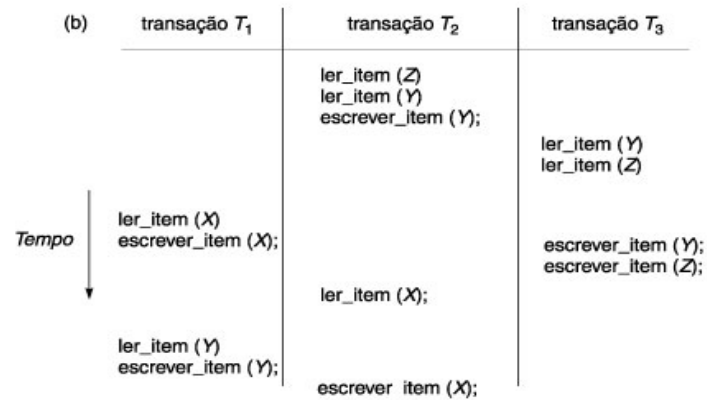 (b) transação T1 transação T2 transação T3
ler_item (Z)
ler_item (Y)
escrever_item (Y);
ler_item (Y)
ler_item (Z)
ler_item (X)
Tempo escrever_item (X); escrever_item (Y);
escrever_item (Z);
ler_item (X);
ler_item (Y)
escrever_item (Y);
escrever item (X);